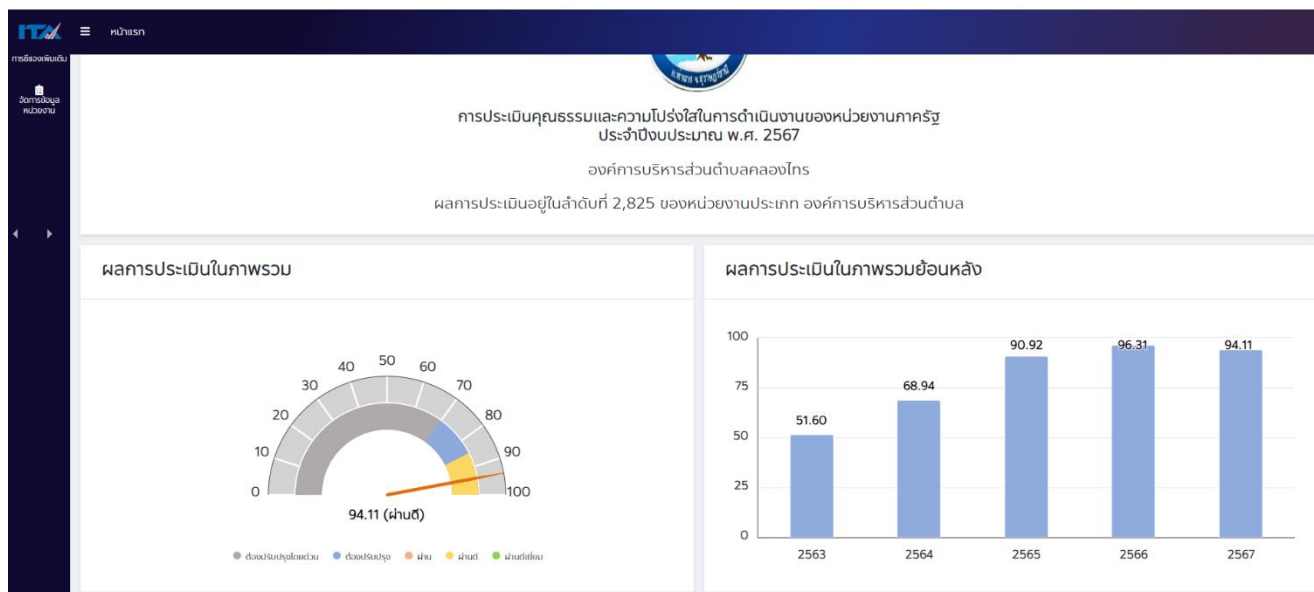 ITA
หน้าแรก
การชี้แจงเพิ่มเติม
จัดการข้อมูล
หน่วยงาน
การประเมินคุณธรรมและความโปร่งใสในการดำเนินงานของหน่วยงานภาครัฐ
ประจำปีงบประมาณ พ.ศ. 2567
องค์การบริหารส่วนตำบลคลองไทร
ผลการประเมินอยู่ในลำดับที่ 2,825 ของหน่วยงานประเภท องค์การบริหารส่วนตำบล
ผลการประเมินในภาพรวม
0
10
20
30
40
50
60
70
80
90
100
94.11 (ผ่านดี)
ต้องปรับปรุงโดยด่วน ต้องปรับปรุง ผ่าน ผ่านดี ผ่านดีเยี่ยม
ผลการประเมินในภาพรวมย้อนหลัง
100
75
50
25
0
51.60
68.94
90.92
96.31
94.11
2563 2564 2565 2566 2567